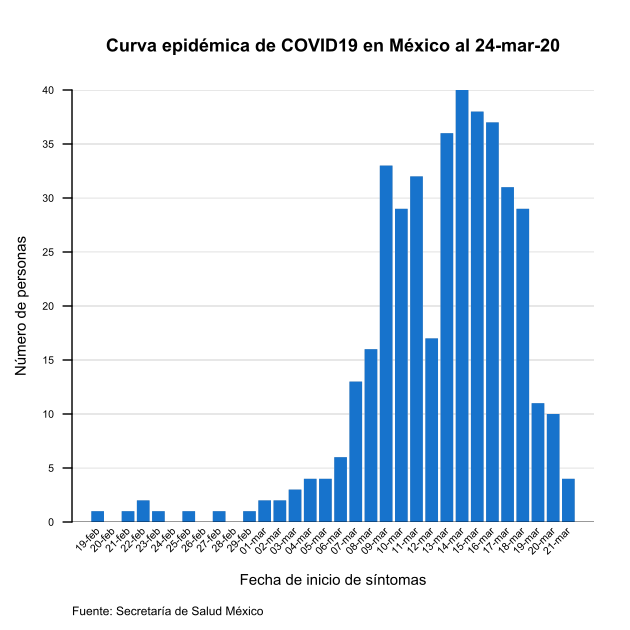 Curva epidémica de COVID19 en México al 24-mar-20
40
35
30
25
20
15
10
5
0
Número de personas
19-feb
20-feb
21-feb
22-feb
23-feb
24-feb
25-feb
26-feb
27-feb
28-feb
29-feb
01-mar
02-mar
03-mar
04-mar
05-mar
06-mar
07-mar
08-mar
09-mar
10-mar
11-mar
12-mar
13-mar
14-mar
15-mar
16-mar
17-mar
18-mar
19-mar
20-mar
21-mar
Fecha de inicio de síntomas
Fuente: Secretaría de Salud México